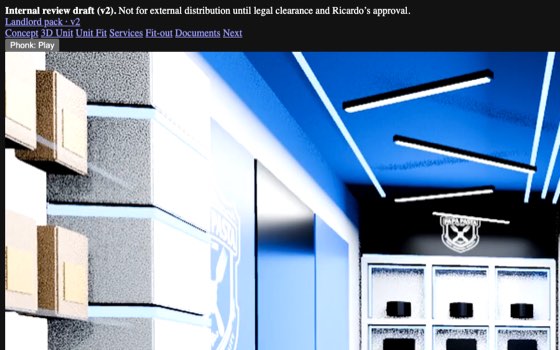 Internal review draft (v2). Not for external distribution until legal clearance and Ricardo's approval.
Landlord pack · v2
Concept 3D Unit Unit Fit Services Fit-out Documents Next
Phonk: Play